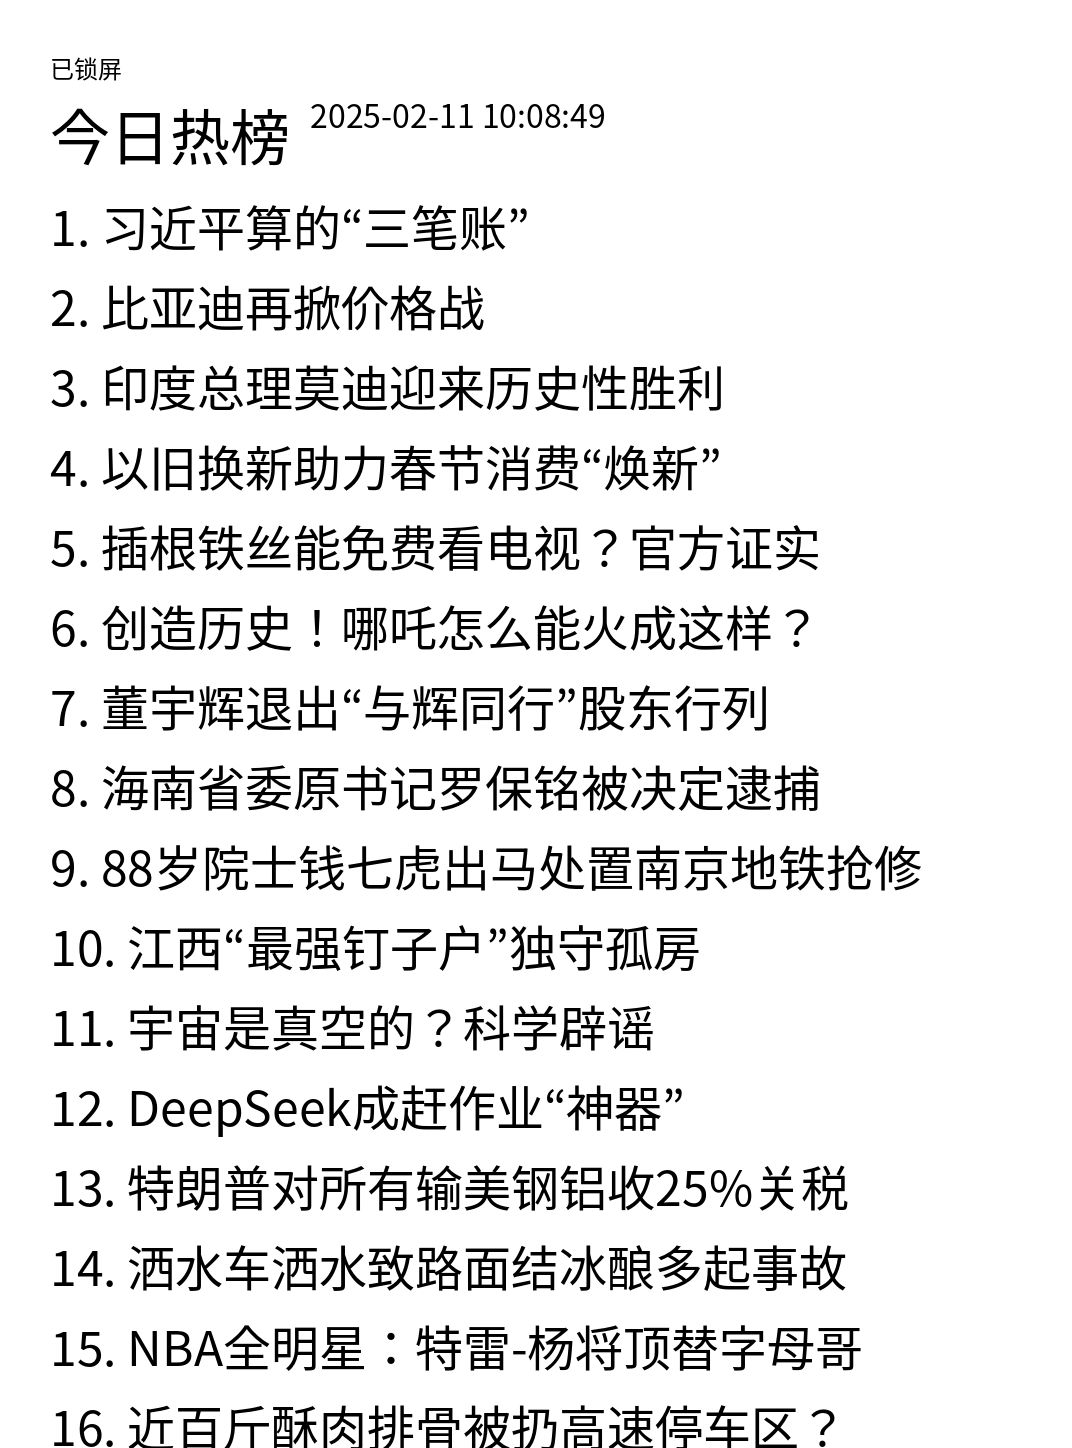 已锁屏
今日热榜 2025-02-11 10:08:49
1. 习近平算的“三笔账”
2. 比亚迪再掀价格战
3. 印度总理莫迪迎来历史性胜利
4. 以旧换新助力春节消费“焕新”
5. 插根铁丝能免费看电视？官方证实
6. 创造历史！哪吒怎么能火成这样？
7. 董宇辉退出“与辉同行”股东行列
8. 海南省委原书记罗保铭被决定逮捕
9. 88岁院士钱七虎出马处置南京地铁抢修
10. 江西“最强钉子户”独守孤房
11. 宇宙是真空的？科学辟谣
12. DeepSeek成赶作业“神器”
13. 特朗普对所有输美钢铝收25%关税
14. 洒水车洒水致路面结冰酿多起事故
15. NBA全明星：特雷-杨将顶替字母哥
16. 近百斤酥肉排骨被扔高速停车区？